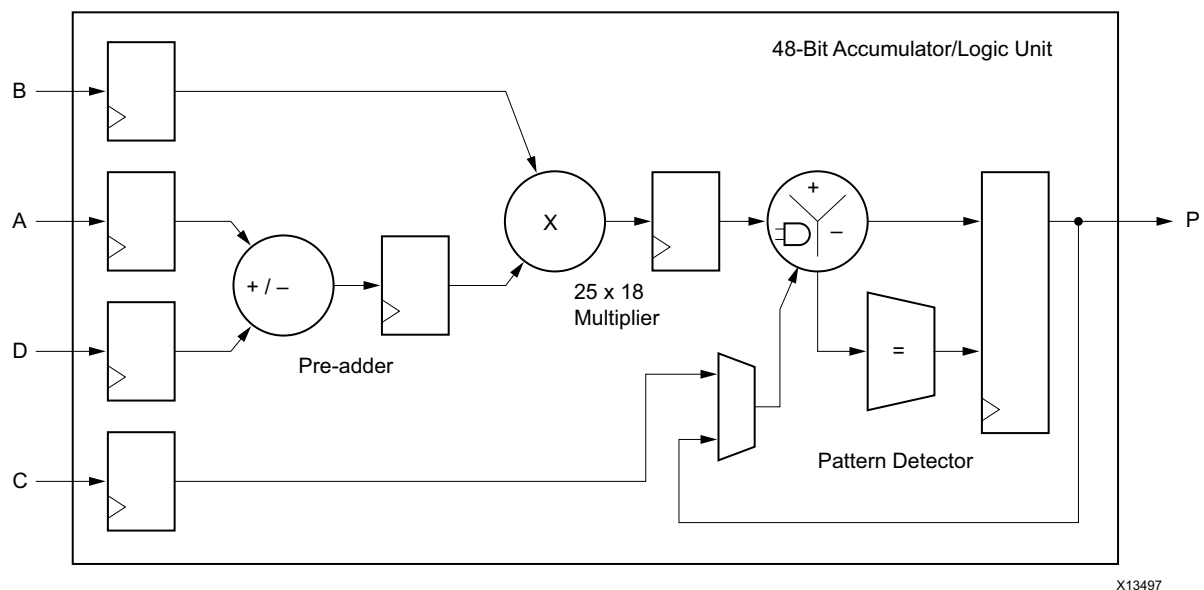 48-Bit Accumulator/Logic Unit
B
A
+ / –
Pre-adder
X
25 x 18
Multiplier
+
–
P
D
=
Pattern Detector
C
X13497